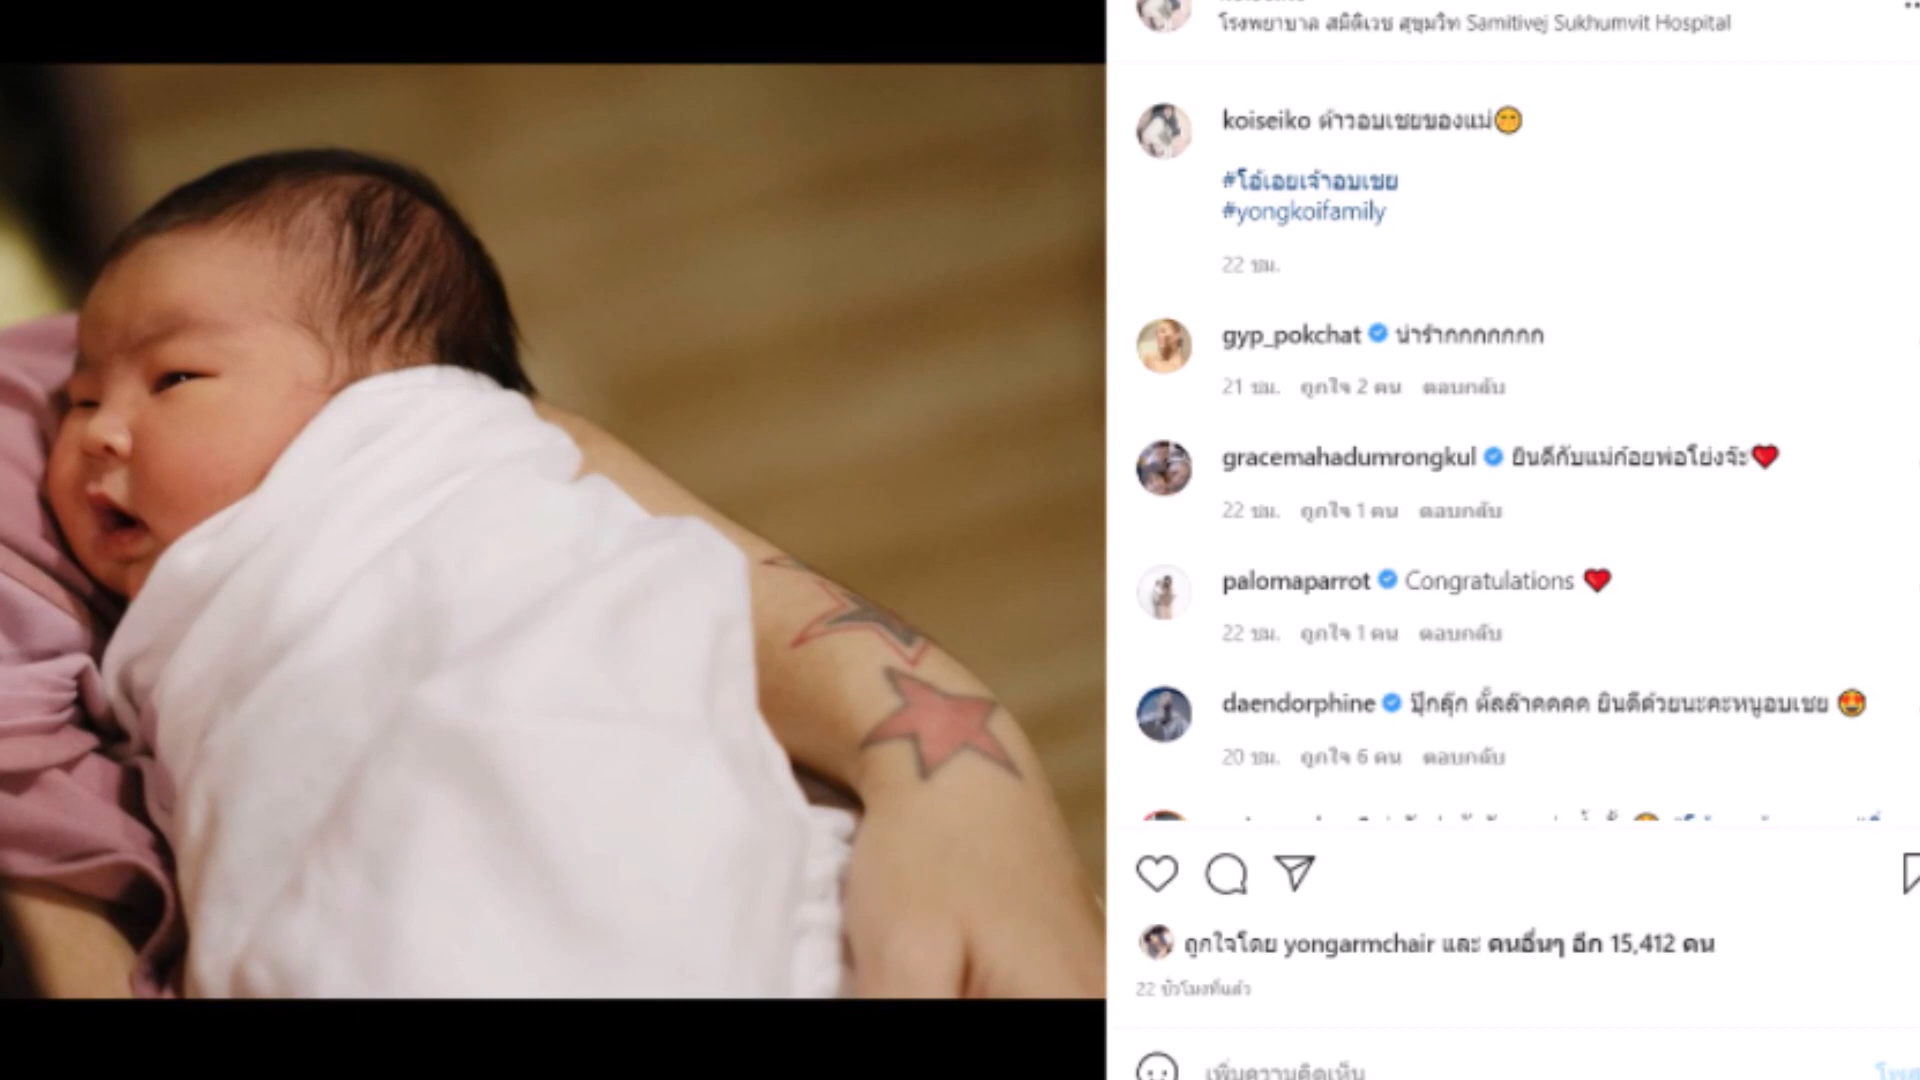 โรงพยาบาล สมิติเวช สุขุมวิท Samitivej Sukhumvit Hospital
koiseiko ต้าวอบเชยของแม่😁
#โอ้เอยเจ้าอบเชย
#yongkoifamily
22 ชม.
gyp_pokchat น่าร้ากกกกกกก
21 ชม. ถูกใจ 2 คน ตอบกลับ
gracemahadumrongkul ยินดีกับแม่ก้อยพ่อโย่งจ๊ะ❤️
22 ชม. ถูกใจ 1 คน ตอบกลับ
palomaparrot Congratulations ❤️
22 ชม. ถูกใจ 1 คน ตอบกลับ
daendorphine ปุ๊กลุ๊ก ตั้ลล๊าคคคค ยินดีด้วยนะคะหนูอบเชย 😍
20 ชม. ถูกใจ 6 คน ตอบกลับ
ถูกใจโดย yongarmchair และ คนอื่นๆ อีก 15,412 คน
22 ชั่วโมงที่แล้ว
เพิ่มความคิดเห็น